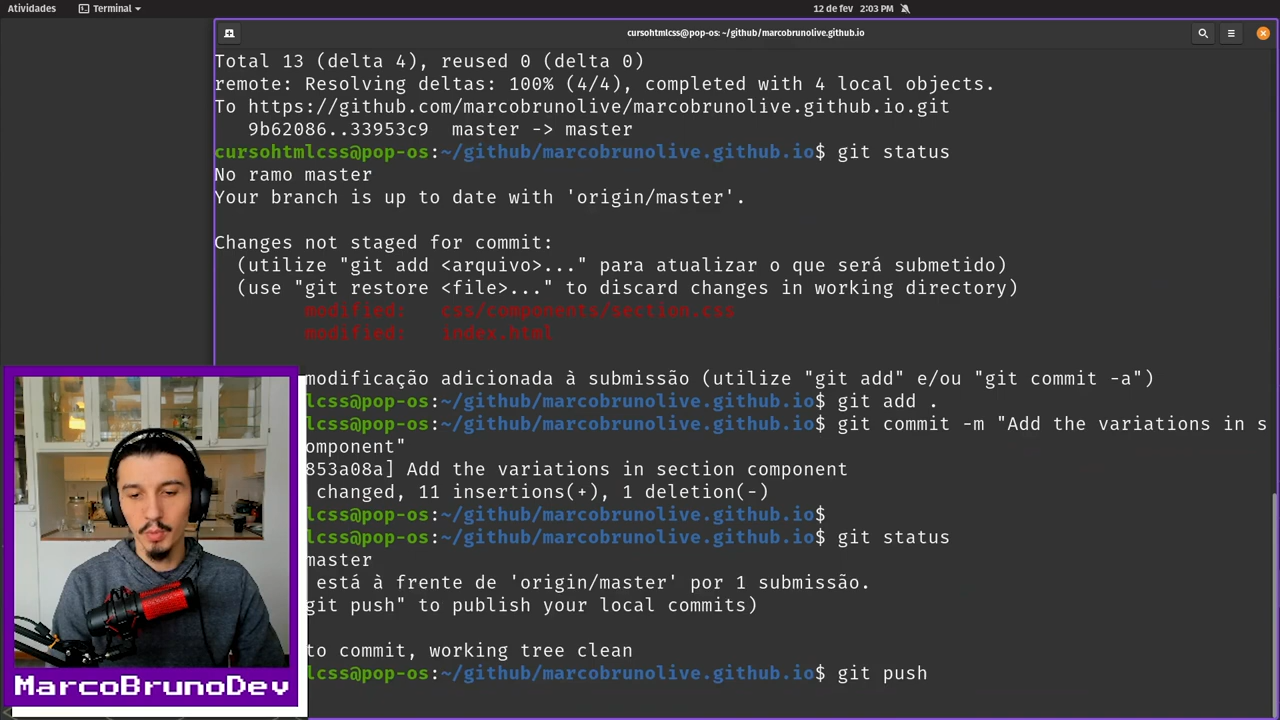 Atividades
Terminal
12 de fev 2:03 PM
cursohtmlcss@pop-os: ~/github/marcobrunolive.github.io
Total 13 (delta 4), reused 0 (delta 0)
remote: Resolving deltas: 100% (4/4), completed with 4 local objects.
To https://github.com/marcobrunolive/marcobrunolive.github.io.git
9b62086..33953c9  master -> master
cursohtmlcss@pop-os:~/github/marcobrunolive.github.io$ git status
No ramo master
Your branch is up to date with 'origin/master'.
Changes not staged for commit:
(utilize "git add <arquivo>..." para atualizar o que será submetido)
(use "git restore <file>..." to discard changes in working directory)
modified:   css/components/section.css
modified:   index.html
modificação adicionada à submissão (utilize "git add" e/ou "git commit -a")
lcss@pop-os:~/github/marcobrunolive.github.io$ git add .
lcss@pop-os:~/github/marcobrunolive.github.io$ git commit -m "Add the variations in s
omponent"
853a08a] Add the variations in section component
changed, 11 insertions(+), 1 deletion(-)
lcss@pop-os:~/github/marcobrunolive.github.io$
lcss@pop-os:~/github/marcobrunolive.github.io$ git status
master
está à frente de 'origin/master' por 1 submissão.
git push" to publish your local commits)
to commit, working tree clean
lcss@pop-os:~/github/marcobrunolive.github.io$ git push
MarcoBrunoDev